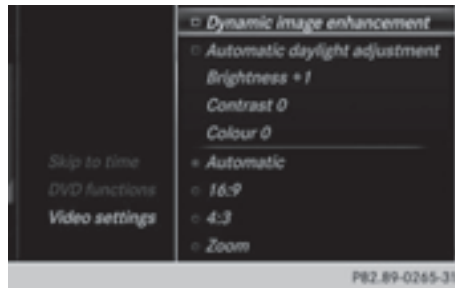 Dynamic image enhancement
Automatic daylight adjustment
Brightness +1
Contrast 0
Colour 0
Skip to time
Automatic
DVD functions
16:9
Video settings
4:3
Zoom
P82.89-0265-31